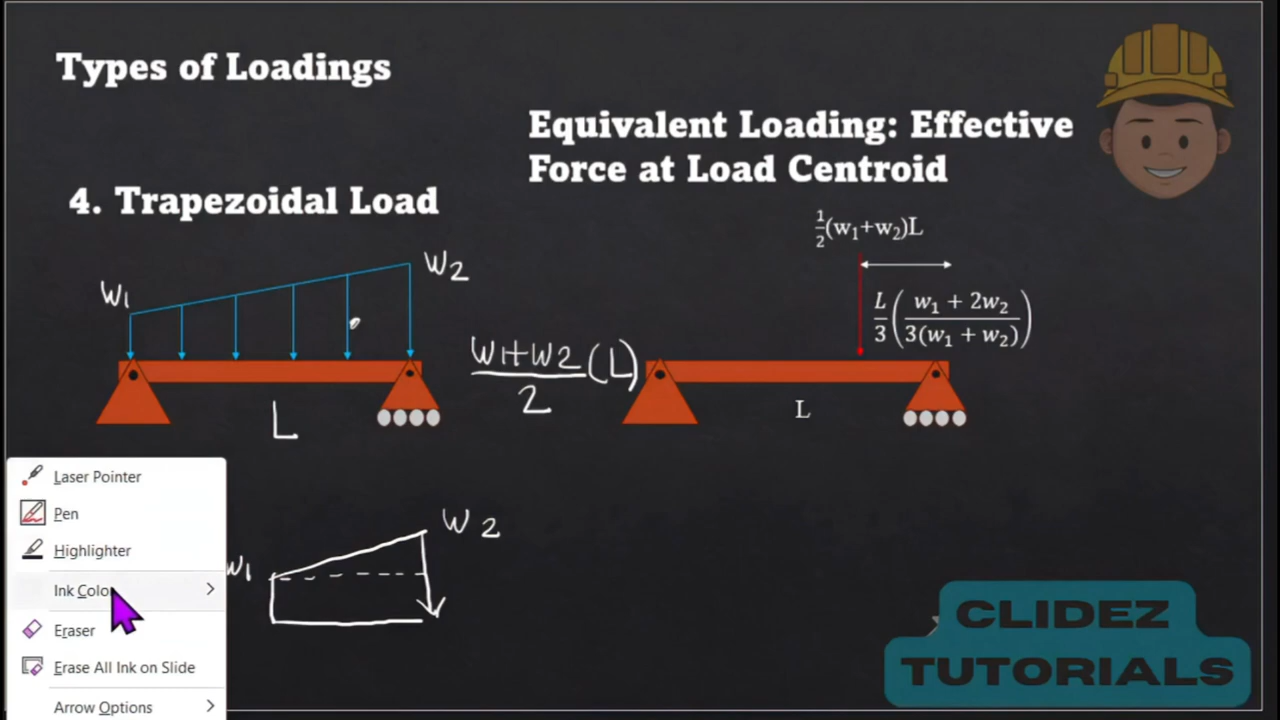 Types of Loadings
Equivalent Loading: Effective
Force at Load Centroid
4. Trapezoidal Load
½(w₁+w₂)L
W1
W2
L/3 ( (w₁ + 2w₂) / (3(w₁ + w₂)) )
W1+W2
2
(L)
L
L
Laser Pointer
Pen
Highlighter
Ink Colo
Eraser
Erase All Ink on Slide
Arrow Options
W1
W2
CLIDEZ
TUTORIALS